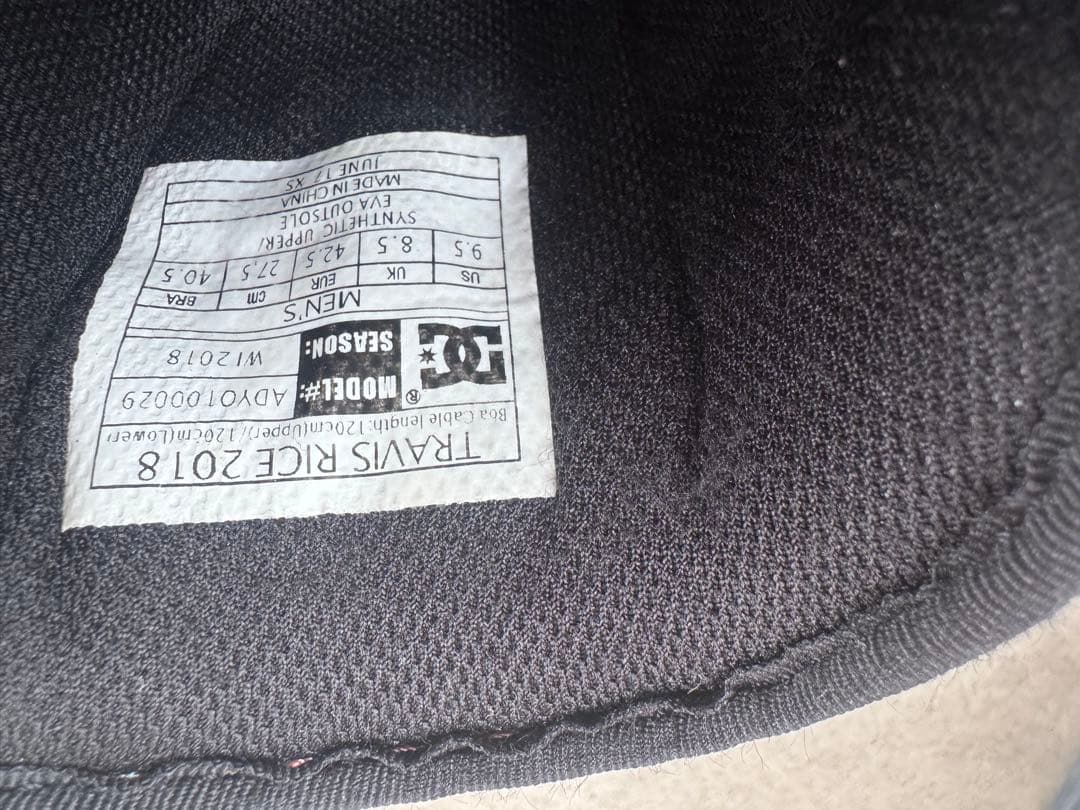 TRAVIS RICE 2018
Boa Cable length: 120cm(Upper)/120cm(Lower)
DC ® MODEL#: ADYO100029
SEASON: WI2018
MEN'S
US UK EUR cm BRA
9.5 8.5 42.5 27.5 40.5
SYNTHETIC UPPER/
EVA OUTSOLE
MADE IN CHINA
JUNE 17 XS